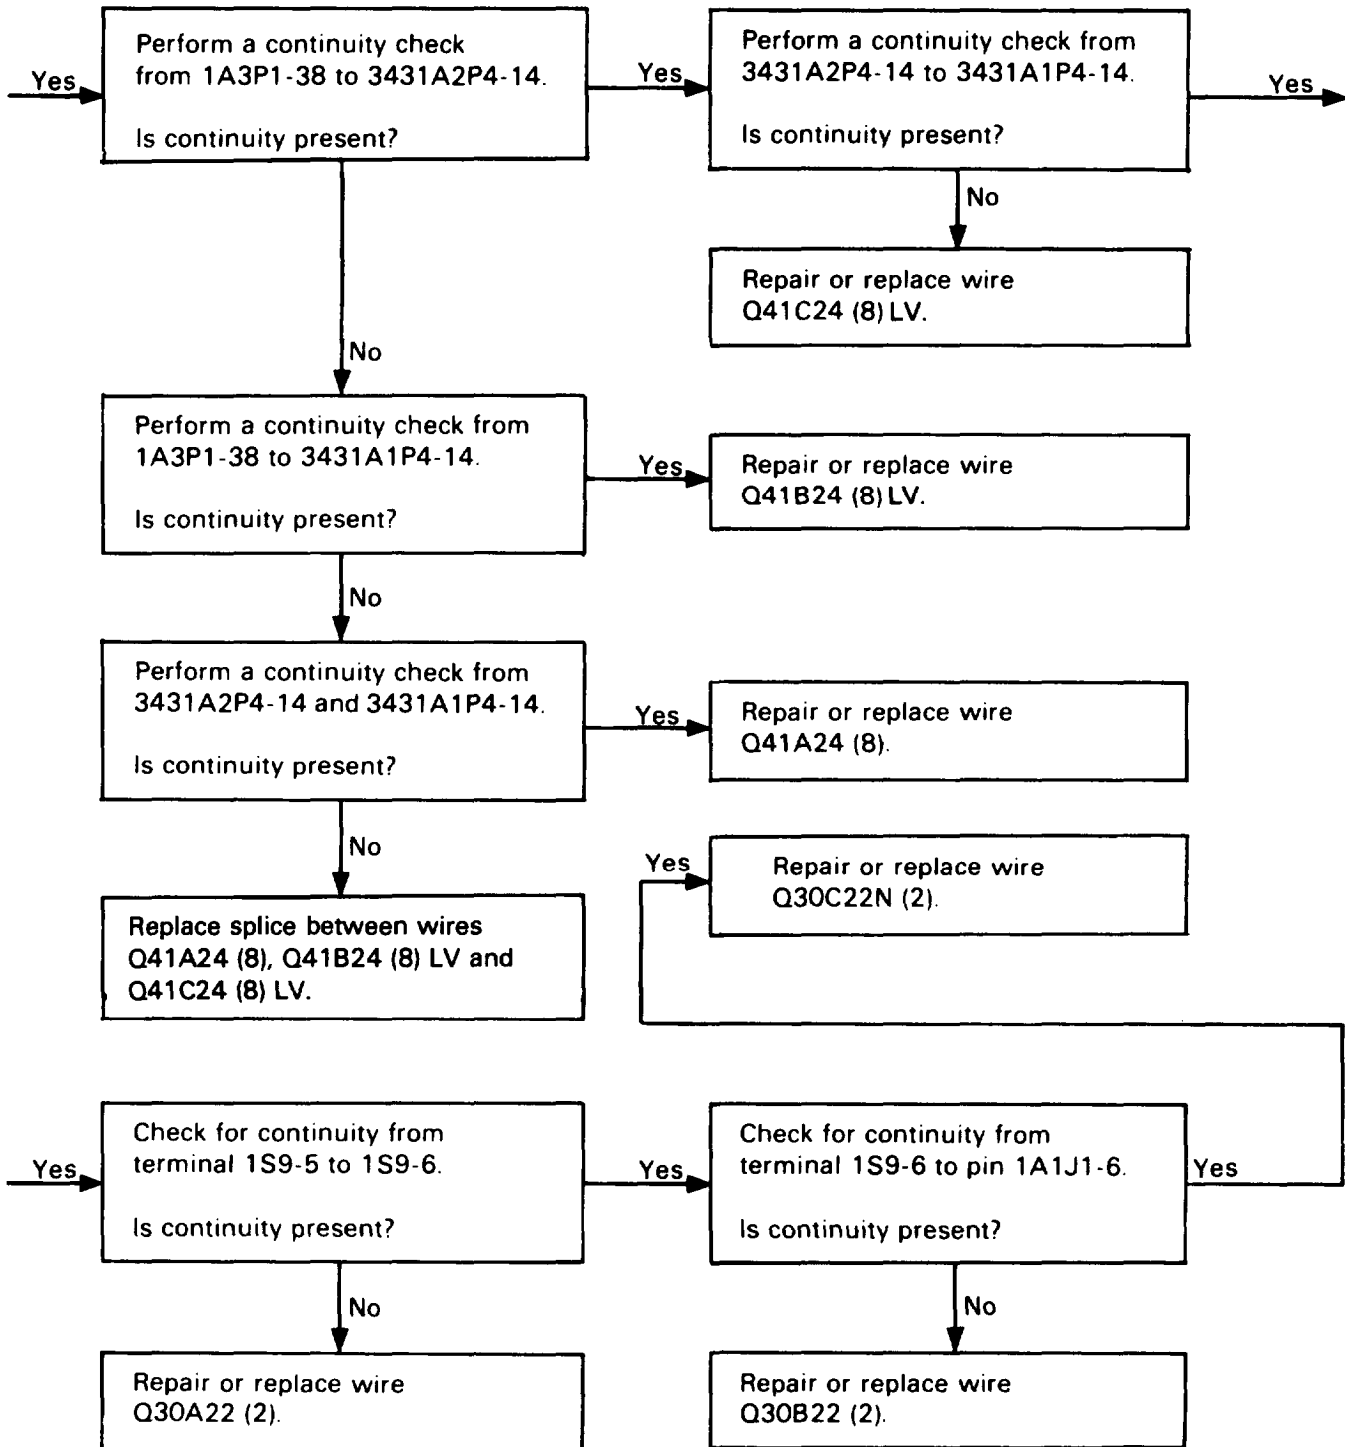 Yes
Perform a continuity check
from 1A3P1-38 to 3431A2P4-14.
Is continuity present?
Yes
Perform a continuity check from
3431A2P4-14 to 3431A1P4-14.
Is continuity present?
Yes
No
Repair or replace wire
Q41C24 (8) LV.
No
Perform a continuity check from
1A3P1-38 to 3431A1P4-14.
Is continuity present?
Yes
Repair or replace wire
Q41B24 (8) LV.
No
Perform a continuity check from
3431A2P4-14 and 3431A1P4-14.
Is continuity present?
Yes
Repair or replace wire
Q41A24 (8).
No
Replace splice between wires
Q41A24 (8), Q41B24 (8) LV and
Q41C24 (8) LV.
Yes
Repair or replace wire
Q30C22N (2).
Yes
Check for continuity from
terminal 1S9-5 to 1S9-6.
Is continuity present?
Yes
Check for continuity from
terminal 1S9-6 to pin 1A1J1-6.
Is continuity present?
Yes
No
Repair or replace wire
Q30A22 (2).
No
Repair or replace wire
Q30B22 (2).